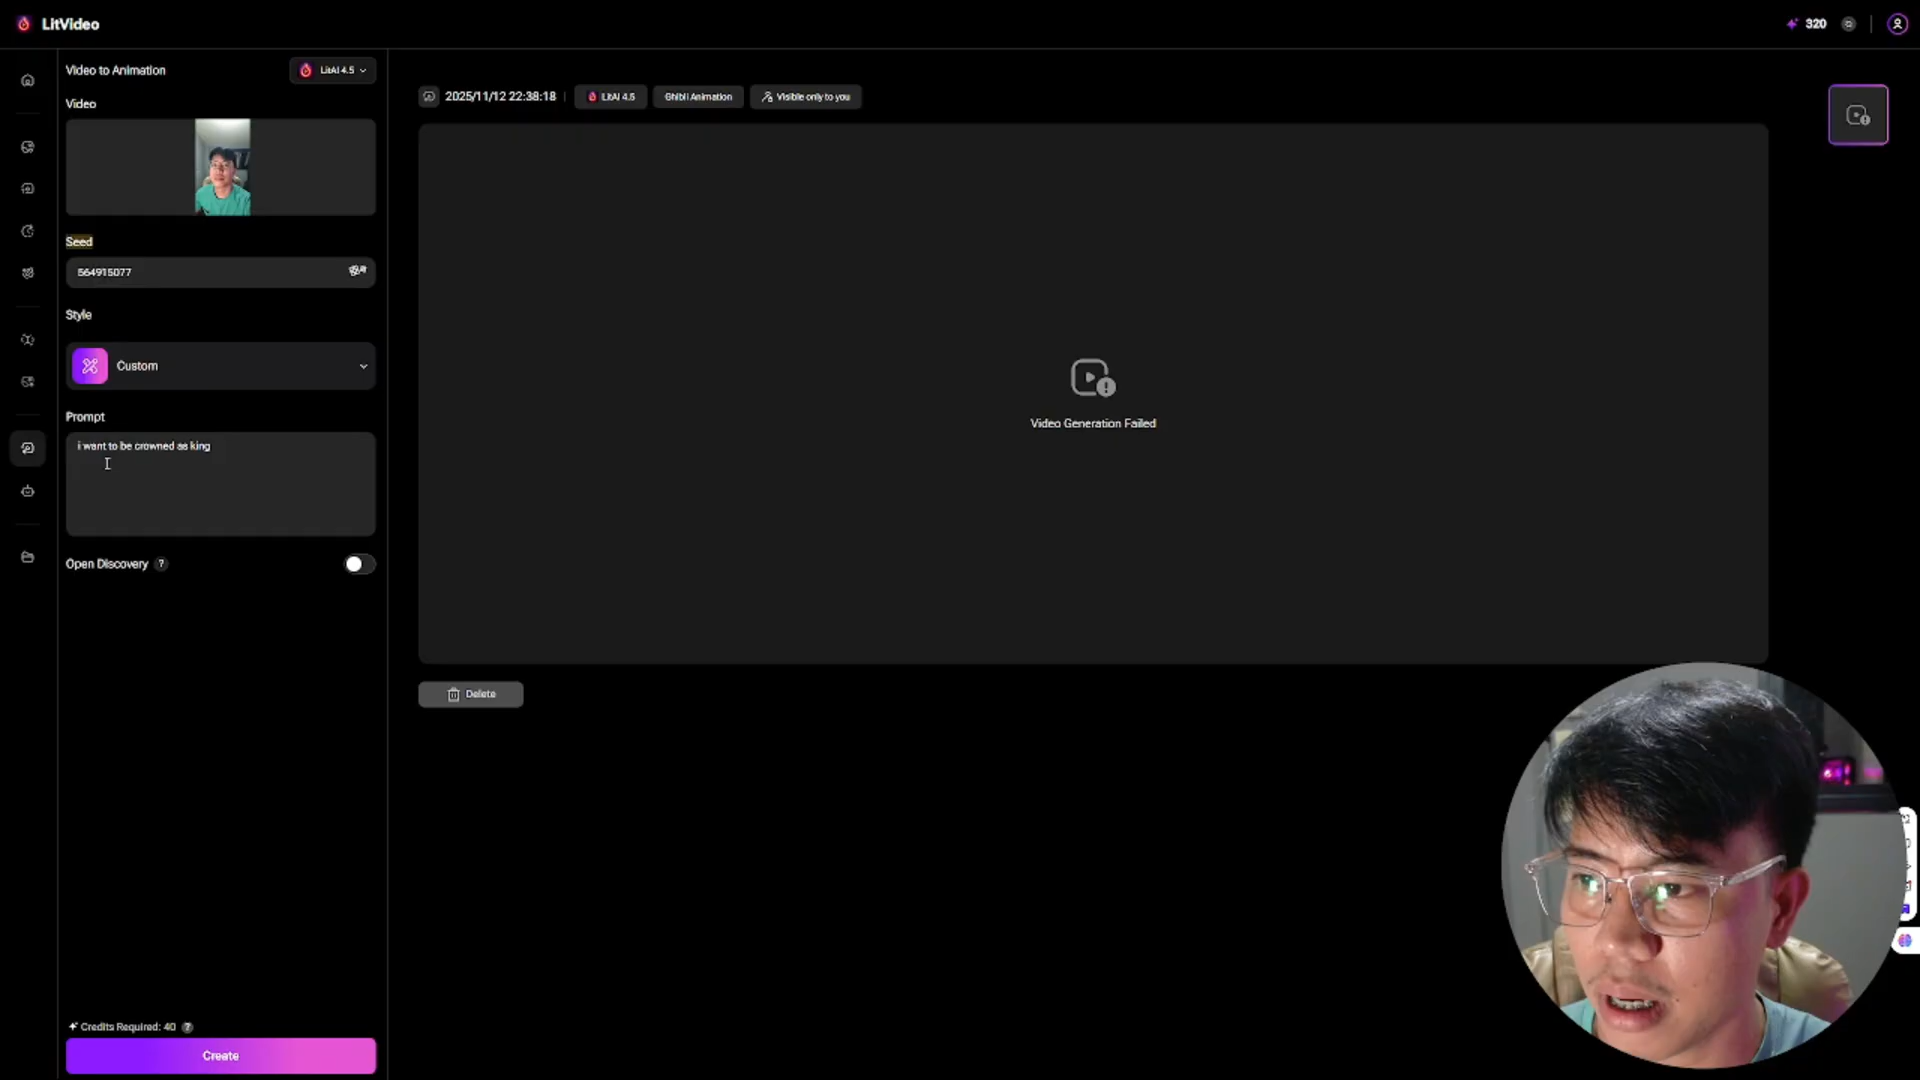 LitVideo
320
Video to Animation
LitAI 4.5
Video
Seed
564915077
Style
Custom
Prompt
i want to be crowned as king
Open Discovery ?
Credits Required: 40 ?
Create
2025/11/12 22:38:18
LitAI 4.5
Ghibli Animation
Visible only to you
Video Generation Failed
Delete